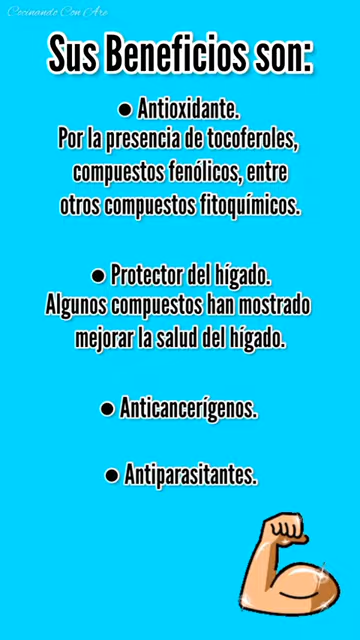 Cocinando Con Aro
Sus Beneficios son:
● Antioxidante.
Por la presencia de tocoferoles,
compuestos fenólicos, entre
otros compuestos fitoquímicos.
● Protector del hígado.
Algunos compuestos han mostrado
mejorar la salud del hígado.
● Anticancerígenos.
● Antiparasitantes.